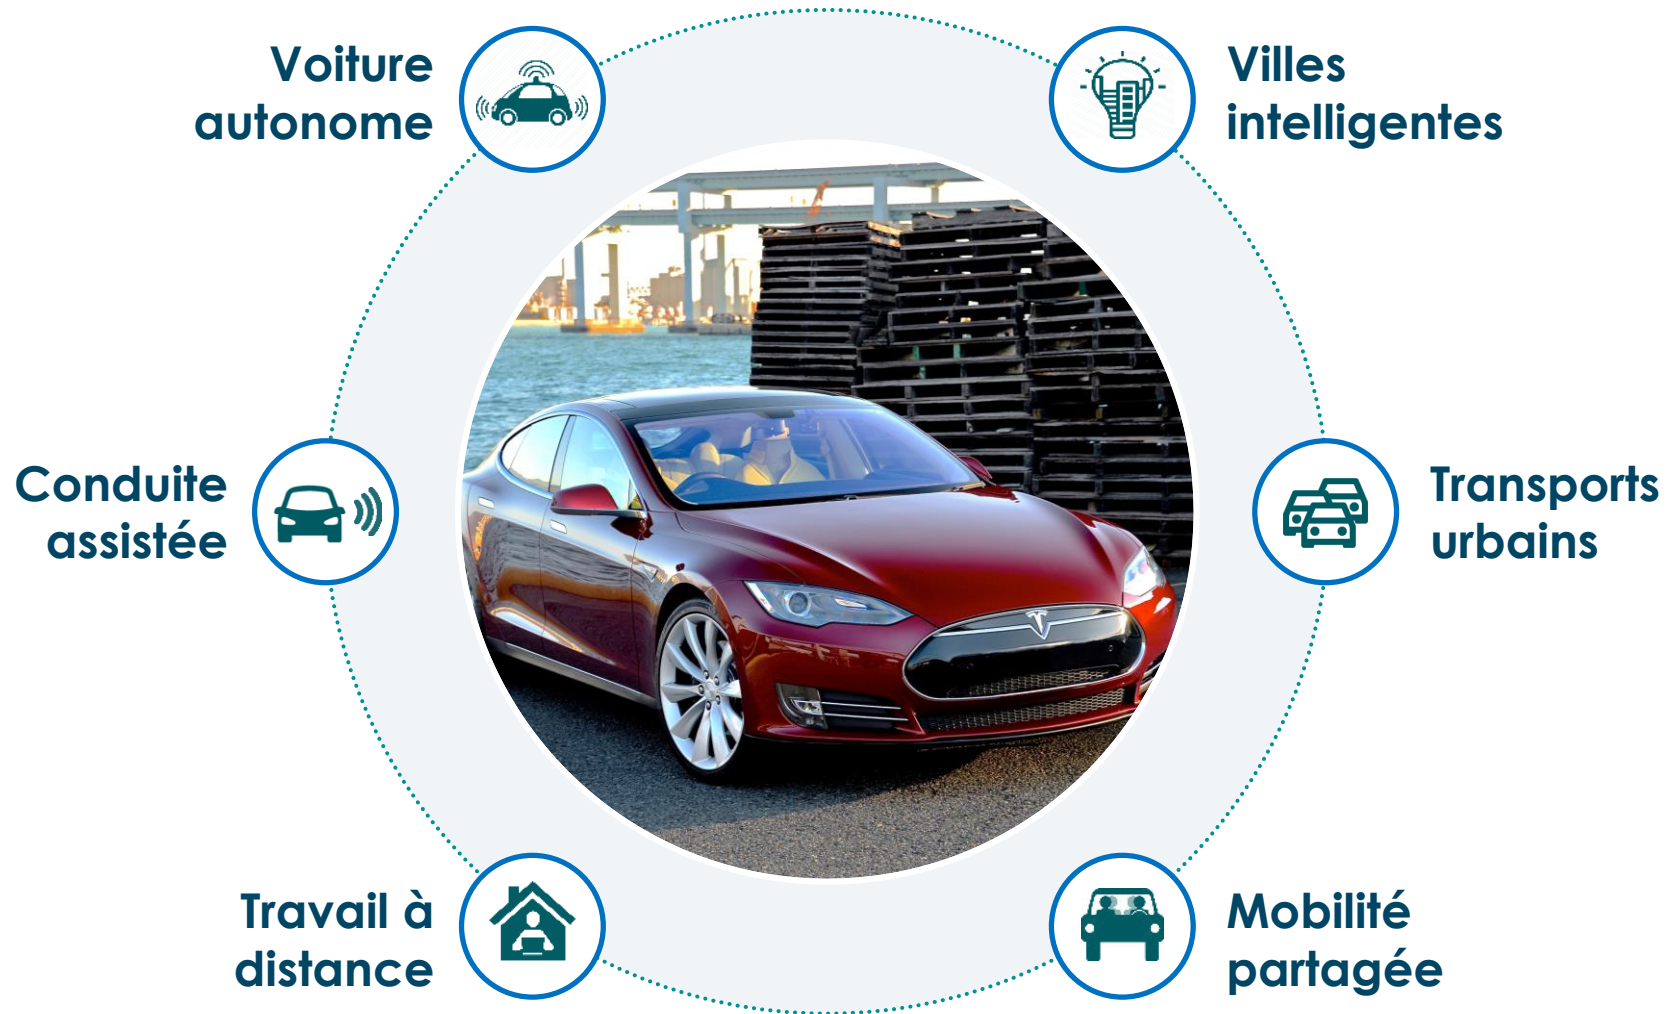 Voiture
autonome
Villes
intelligentes
Conduite
assistée
Transports
urbains
Travail à
distance
Mobilité
partagée